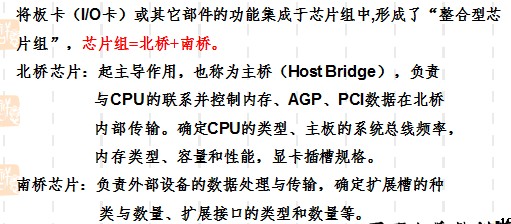 将板卡（I/O卡）或其它部件的功能集成于芯片组中,形成了“整合型芯
片组”，芯片组=北桥+南桥。
北桥芯片：起主导作用，也称为主桥（Host Bridge），负责
与CPU的联系并控制内存、AGP、PCI数据在北桥
内部传输。确定CPU的类型、主板的系统总线频率，
内存类型、容量和性能，显卡插槽规格。
南桥芯片：负责外部设备的数据处理与传输，确定扩展槽的种
类与数量、扩展接口的类型和数量等。